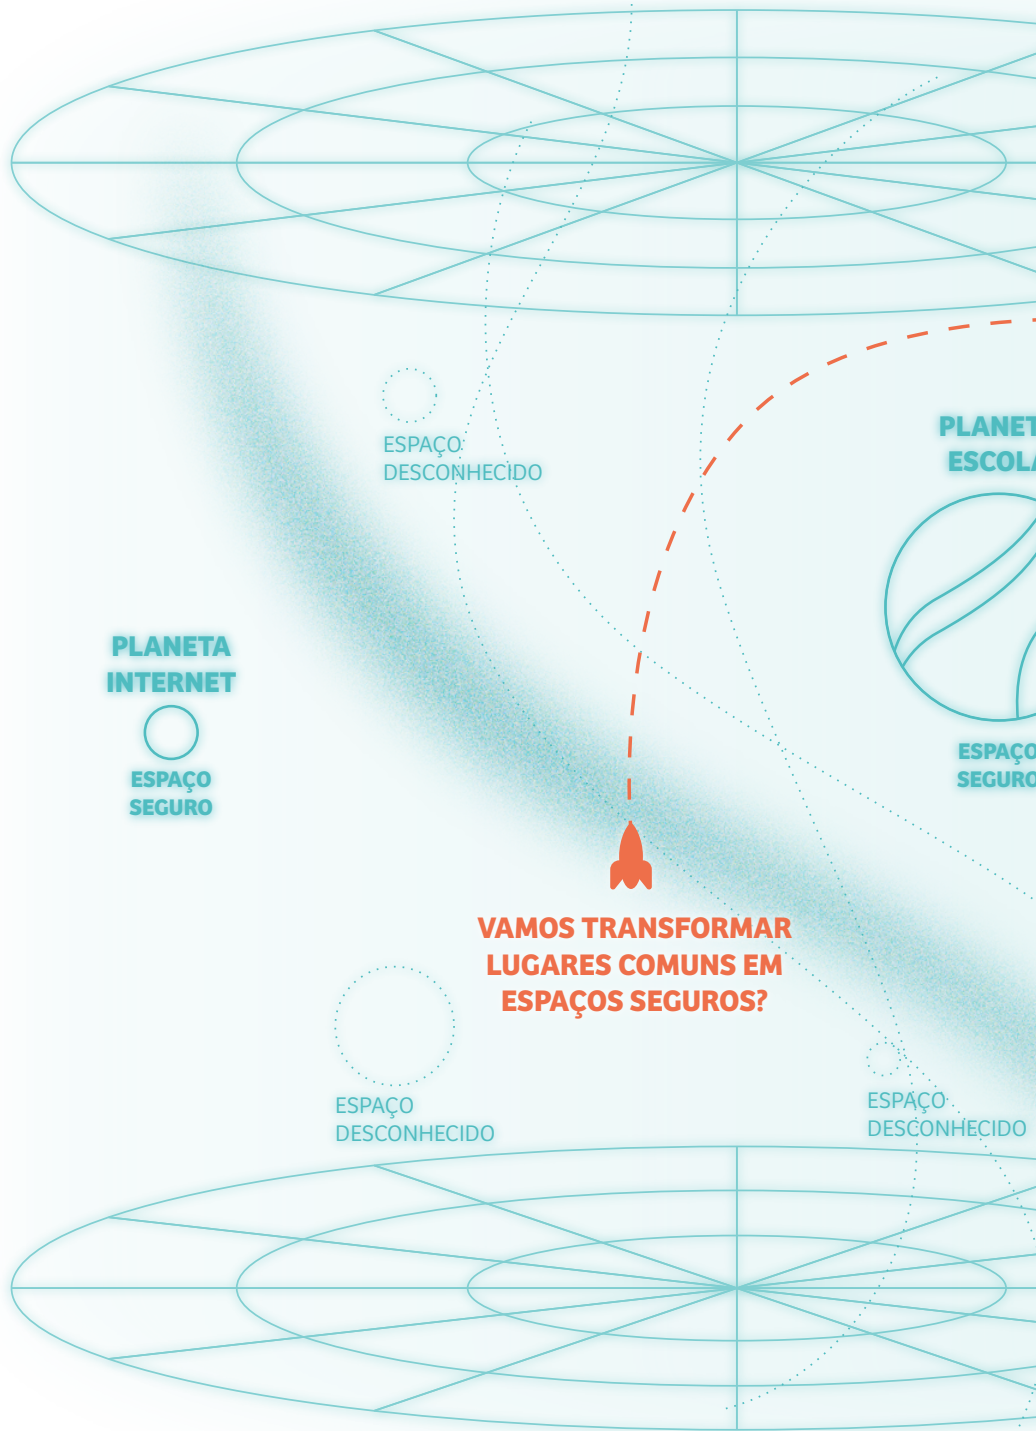 ESPAÇO
DESCONHECIDO
PLANET
ESCOLA
PLANETA
INTERNET
ESPAÇO
SEGURO
ESPAÇO
SEGURO
VAMOS TRANSFORMAR
LUGARES COMUNS EM
ESPAÇOS SEGUROS?
ESPAÇO
DESCONHECIDO
ESPAÇO
DESCONHECIDO